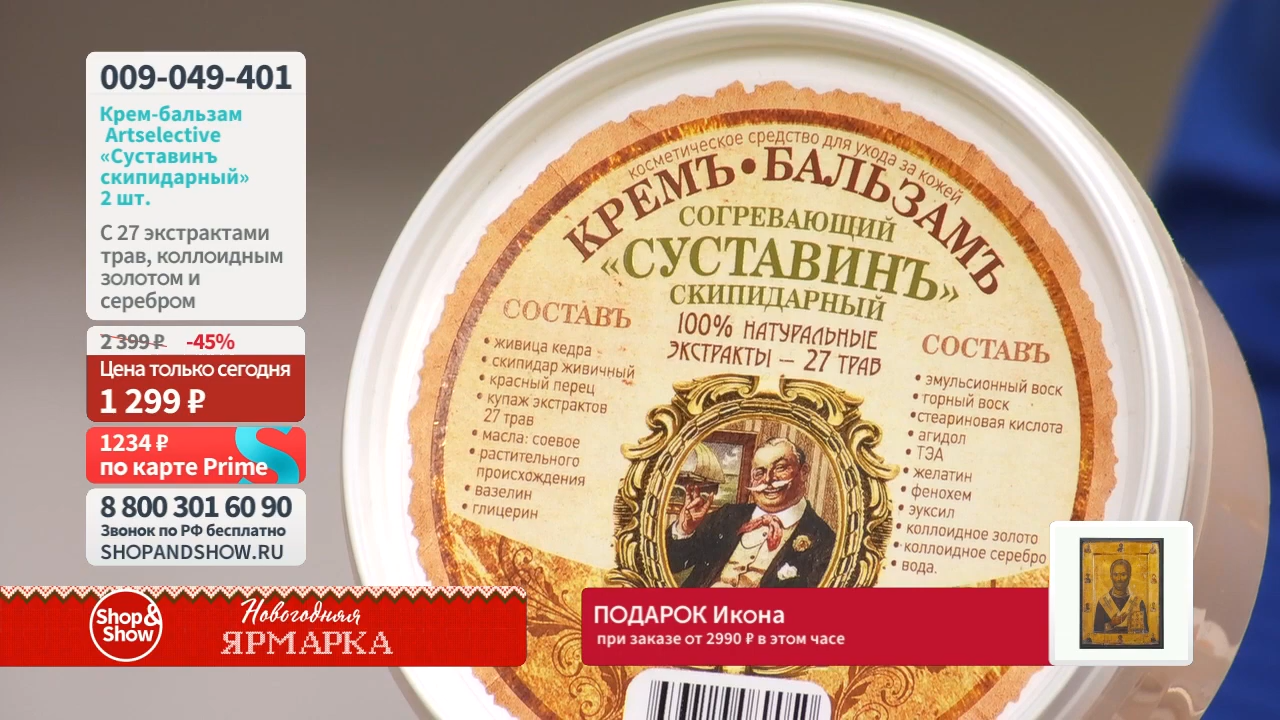 009-049-401
Крем-бальзам
Artselective
«Суставинъ
скипидарный»
2 шт.
С 27 экстрактами
трав, коллоидным
золотом и
серебром
2 399 ₽ -45%
Цена только сегодня
1 299 ₽
1234 ₽
по карте Prime
8 800 301 60 90
Звонок по РФ бесплатно
SHOPANDSHOW.RU
Shop&
Show
Новогодняя
ЯРМАРКА
косметическое средство для ухода за кожей
КРЕМЪ•БАЛЬЗАМЪ
СОГРЕВАЮЩИЙ
«СУСТАВИНЪ»
СКИПИДАРНЫЙ
100% НАТУРАЛЬНЫЕ
ЭКСТРАКТЫ — 27 ТРАВ
СОСТАВЪ
• живица кедра
• скипидар живичный
• красный перец
• купаж экстрактов
27 трав
• масла: соевое
• растительного
происхождения
• вазелин
• глицерин
СОСТАВЪ
• эмульсионный воск
• горный воск
•стеариновая кислота
• агидол
• ТЭА
• желатин
• фенохем
• эуксил
• коллоидное золото
• коллоидное серебро
• вода.
ПОДАРОК Икона
при заказе от 2990 ₽ в этом часе